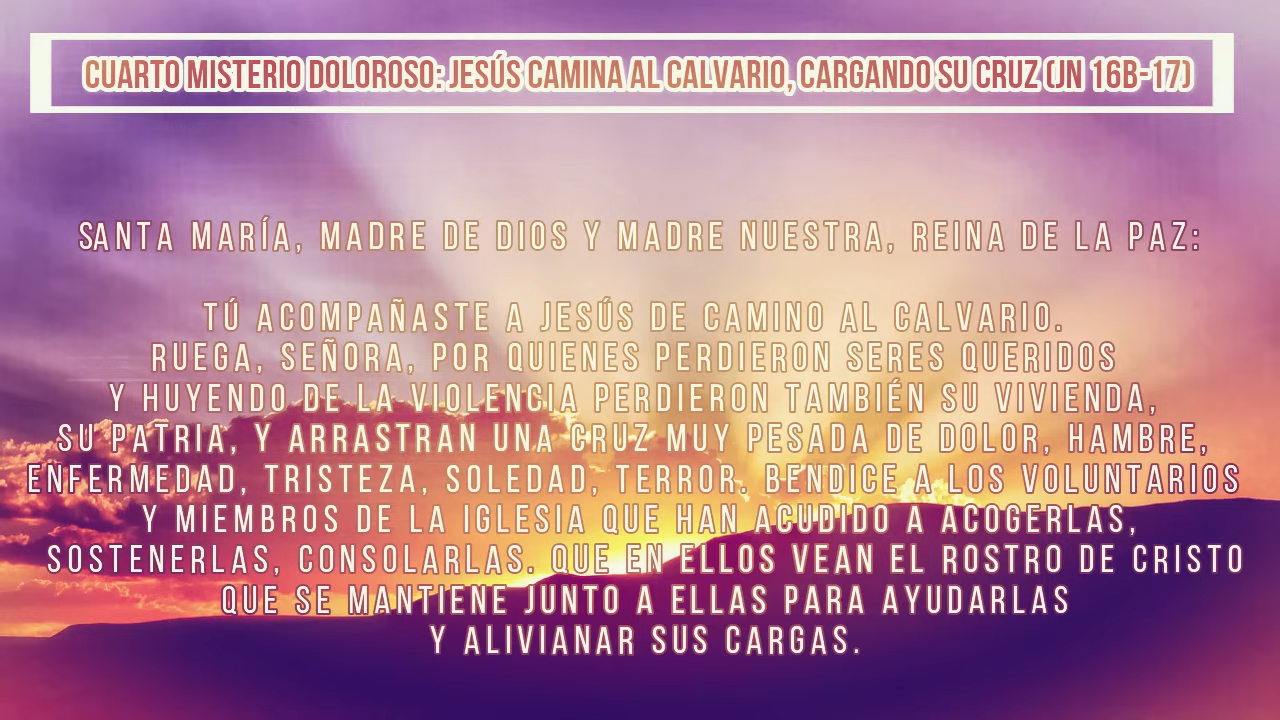 CUARTO MISTERIO DOLOROSO: JESÚS CAMINA AL CALVARIO, CARGANDO SU CRUZ (JN 16B-17)
SANTA MARÍA, MADRE DE DIOS Y MADRE NUESTRA, REINA DE LA PAZ:
TÚ ACOMPAÑASTE A JESÚS DE CAMINO AL CALVARIO.
RUEGA, SEÑORA, POR QUIENES PERDIERON SERES QUERIDOS
Y HUYENDO DE LA VIOLENCIA PERDIERON TAMBIÉN SU VIVIENDA,
SU PATRIA, Y ARRASTRAN UNA CRUZ MUY PESADA DE DOLOR, HAMBRE,
ENFERMEDAD, TRISTEZA, SOLEDAD, TERROR. BENDICE A LOS VOLUNTARIOS
Y MIEMBROS DE LA IGLESIA QUE HAN ACUDIDO A ACOGERLAS,
SOSTENERLAS, CONSOLARLAS. QUE EN ELLOS VEAN EL ROSTRO DE CRISTO
QUE SE MANTIENE JUNTO A ELLAS PARA AYUDARLAS
Y ALIVIANAR SUS CARGAS.